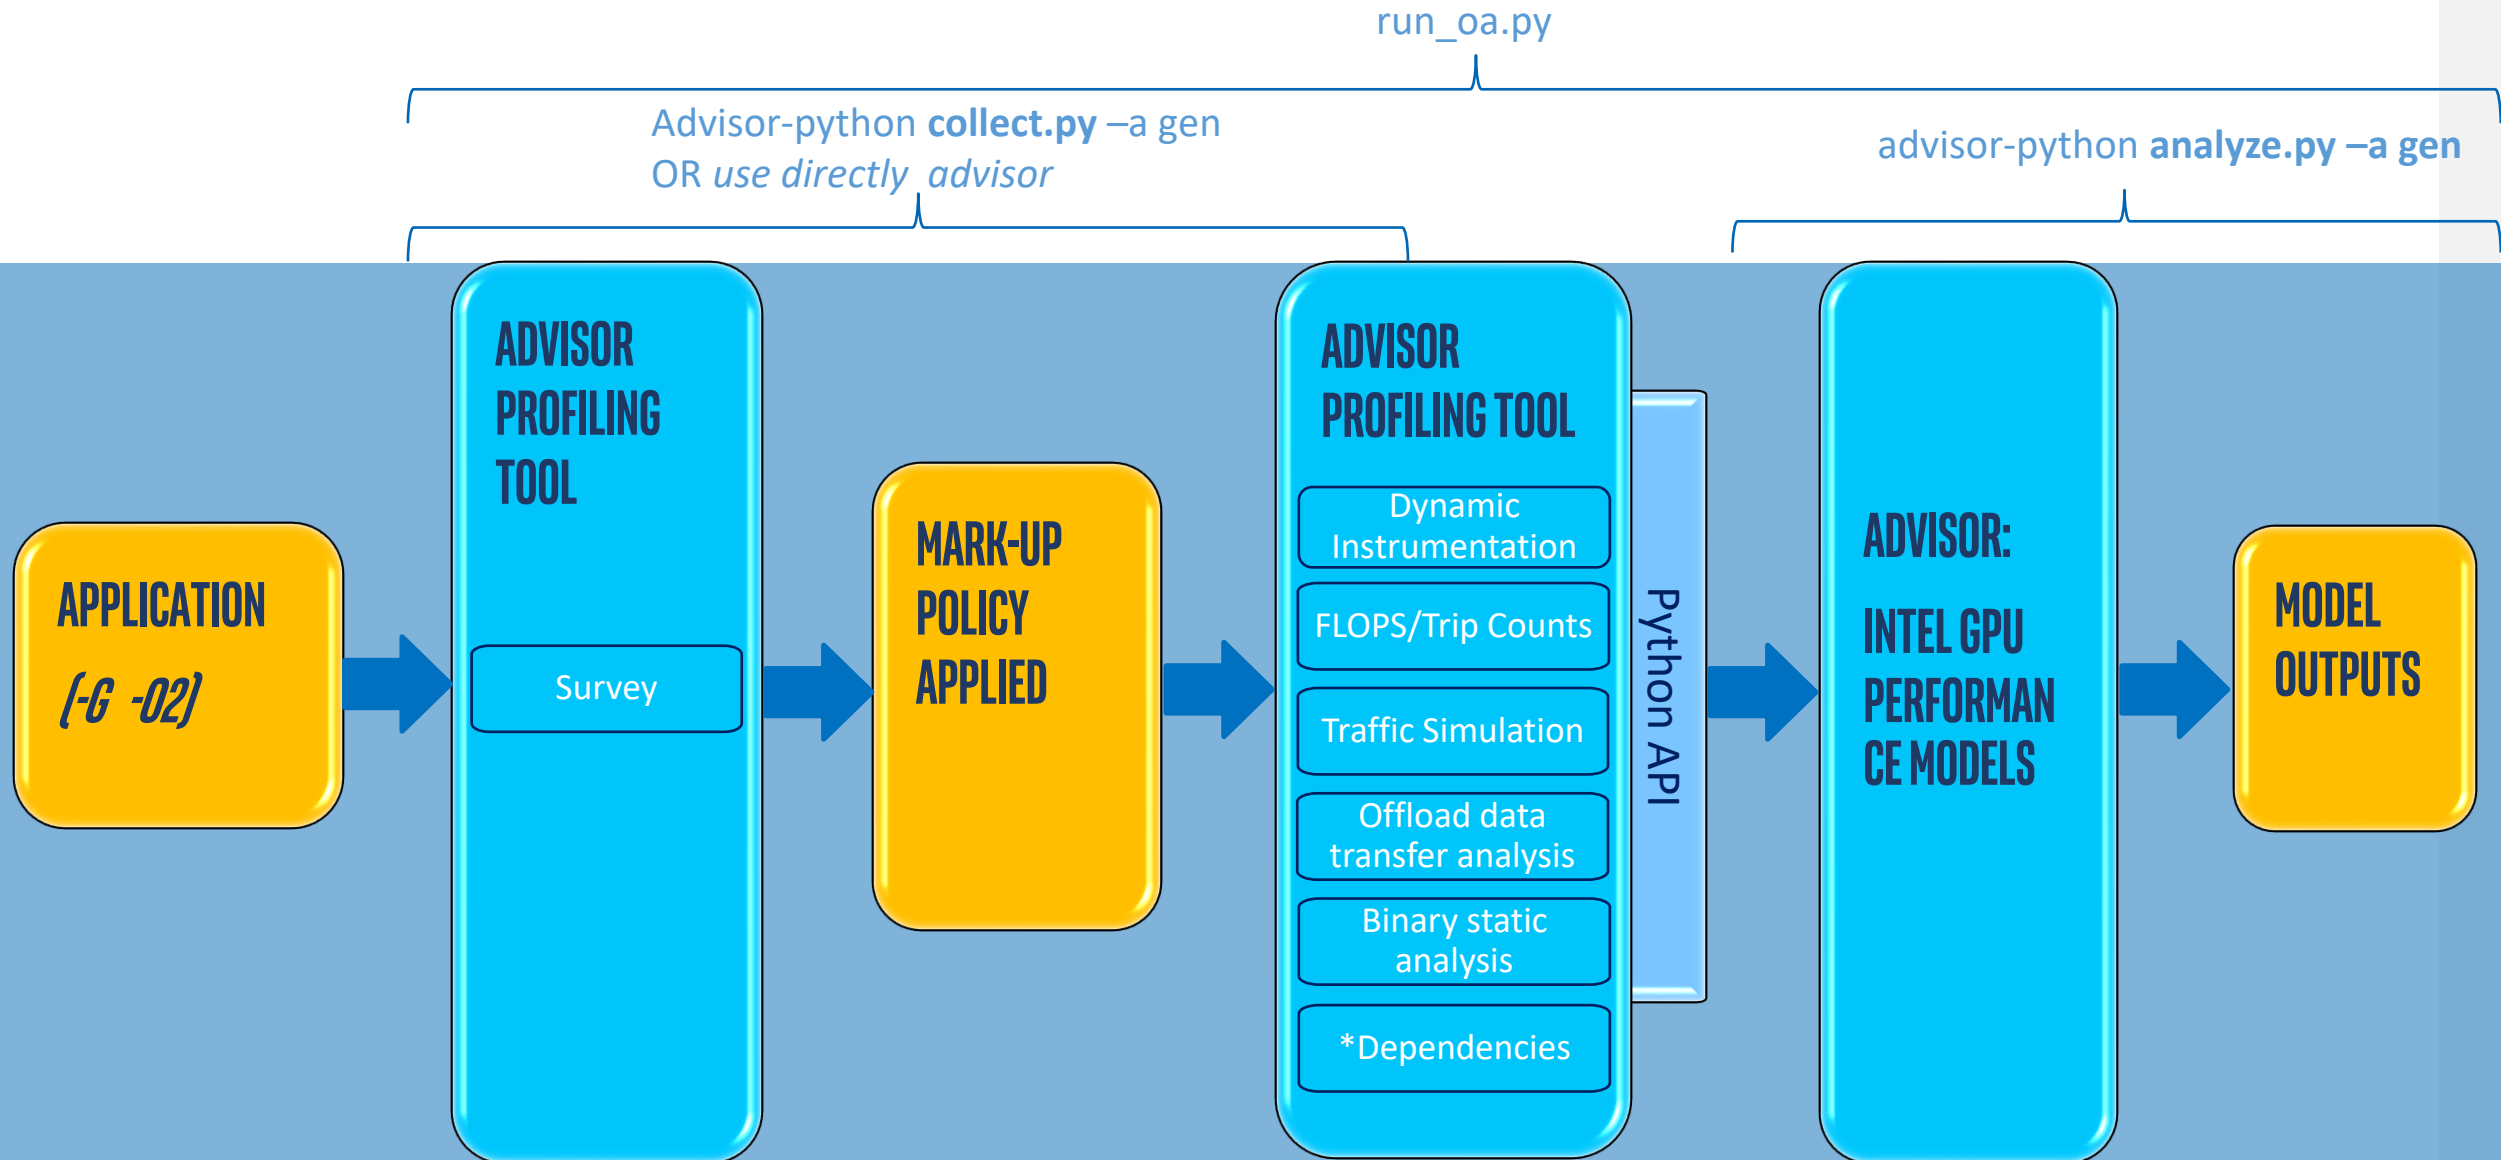 run_oa.py
Advisor-python collect.py –a gen
OR use directly advisor
advisor-python analyze.py –a gen
APPLICATION
(-G -O2)
ADVISOR
PROFILING
TOOL
Survey
MARK-UP
POLICY
APPLIED
ADVISOR
PROFILING TOOL
Dynamic
Instrumentation
FLOPS/Trip Counts
Traffic Simulation
Offload data
transfer analysis
Binary static
analysis
*Dependencies
Python API
ADVISOR:
INTEL GPU
PERFORMAN
CE MODELS
MODEL
OUTPUTS